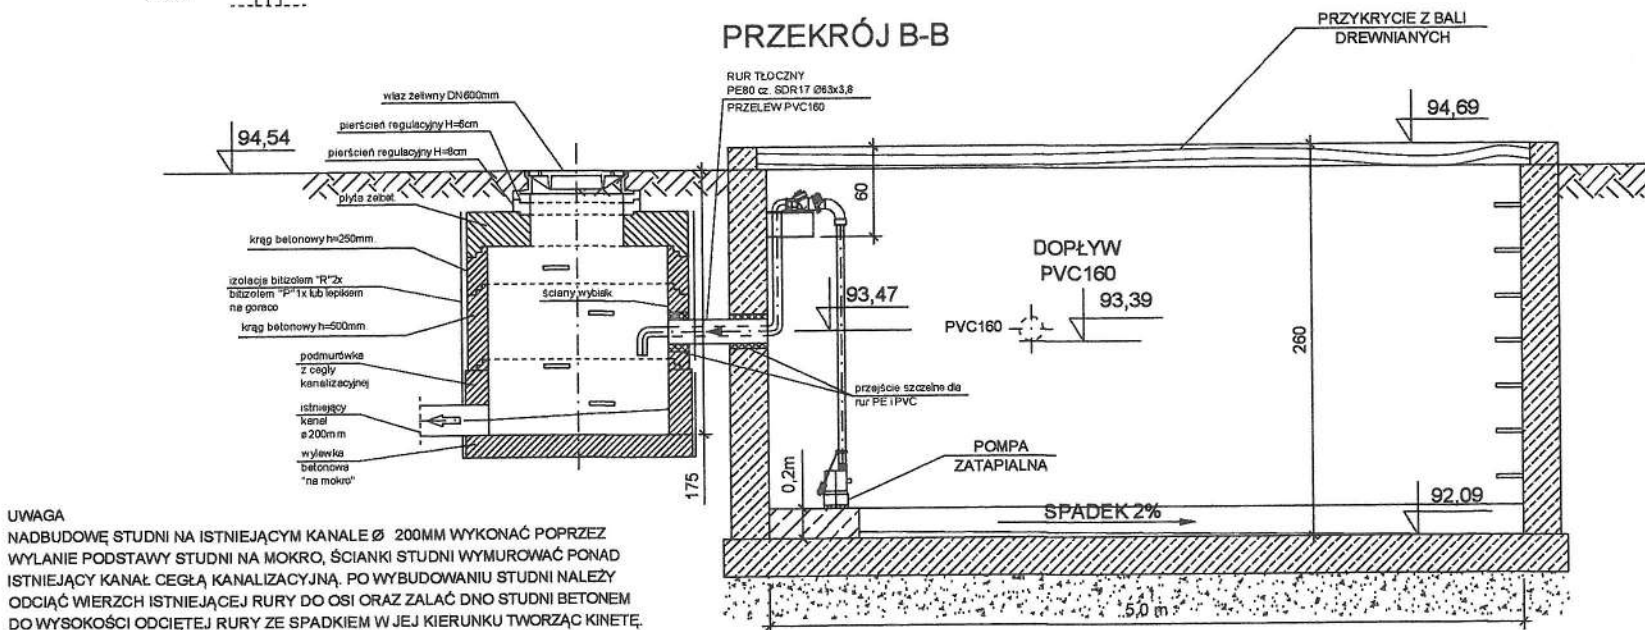 PRZEKRÓJ B-B
PRZYKRYCIE Z BALI
DREWNIANYCH
RUR TŁOCZNY
PE80 cz. SDR17 Ø63x3,8
PRZELEW PVC160
właz żeliwny DN600mm
pierścień regulacyjny H=6cm
pierścień regulacyjny H=8cm
94,54
94,69
płyta żelbet.
krąg betonowy h=250mm
izolacja bitizolem "R"2x
bitizolem "P"1x lub lepikiem
na gorąco
krąg betonowy h=500mm
ściany wybiak
podmurówka
z cegły
kanalizacyjnej
istniejący
kanał
ø200mm
wylewka
betonowa
"na mokro"
175
60
93,47
DOPŁYW
PVC160
93,39
PVC160
260
przejście szczelne dla
rur PE i PVC
POMPA
ZATAPIALNA
0,2m
SPADEK 2%
92,09
5,0 m
UWAGA
NADBUDOWĘ STUDNI NA ISTNIEJĄCYM KANALE Ø 200MM WYKONAĆ POPRZEZ
WYLANIE PODSTAWY STUDNI NA MOKRO, ŚCIANKI STUDNI WYMUROWAĆ PONAD
ISTNIEJĄCY KANAŁ CEGŁĄ KANALIZACYJNĄ. PO WYBUDOWANIU STUDNI NALEŻY
ODCIĄĆ WIERZCH ISTNIEJĄCEJ RURY DO OSI ORAZ ZALAĆ DNO STUDNI BETONEM
DO WYSOKOŚCI ODCIĘTEJ RURY ZE SPADKIEM W JEJ KIERUNKU TWORZĄC KINETĘ.